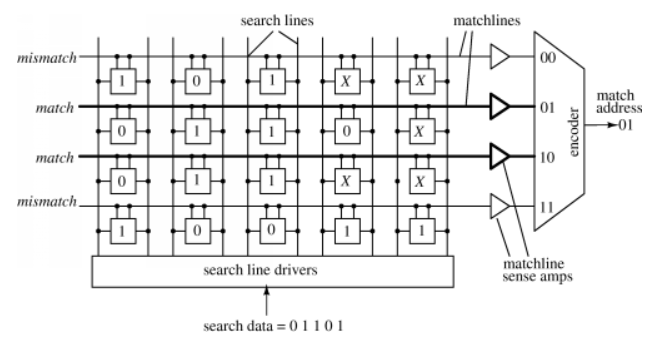 search lines
matchlines
mismatch
1 0 1 X X
00
match
0 1 1 0 X
01
match
0 1 1 X X
10
mismatch
1 0 0 1 1
11
encoder
match
address
01
search line drivers
matchline
sense amps
search data = 0 1 1 0 1